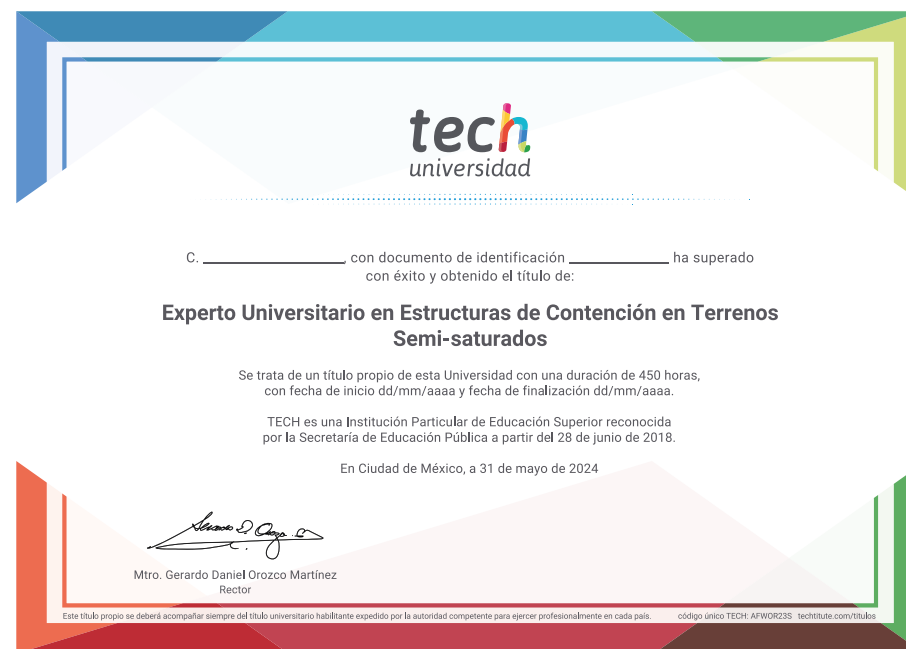 tech
universidad
C. ____________________, con documento de identificación ______________ ha superado
con éxito y obtenido el título de:
Experto Universitario en Estructuras de Contención en Terrenos
Semi-saturados
Se trata de un título propio de esta Universidad con una duración de 450 horas,
con fecha de inicio dd/mm/aaaa y fecha de finalización dd/mm/aaaa.
TECH es una Institución Particular de Educación Superior reconocida
por la Secretaría de Educación Pública a partir del 28 de junio de 2018.
En Ciudad de México, a 31 de mayo de 2024
Mtro. Gerardo Daniel Orozco Martínez
Rector
Este título propio se deberá acompañar siempre del título universitario habilitante expedido por la autoridad competente para ejercer profesionalmente en cada país. código único TECH: AFWOR23S techtitute.com/titulos